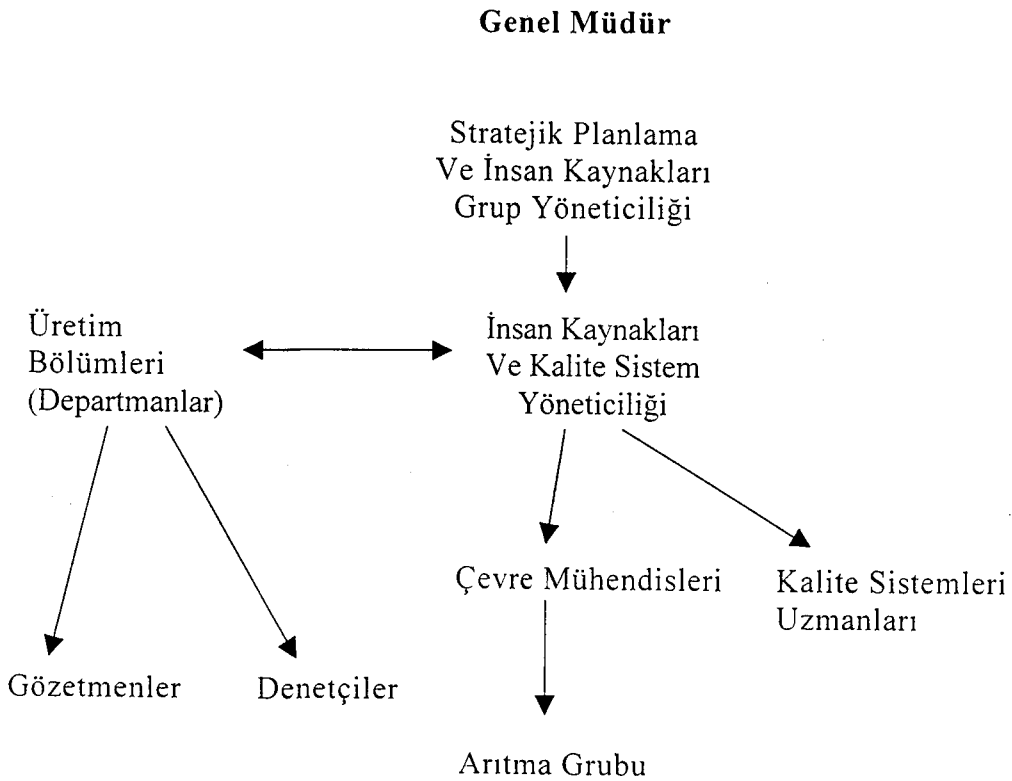 Genel Müdür
Stratejik Planlama
Ve İnsan Kaynakları
Grup Yöneticiliği
Üretim
Bölümleri
(Departmanlar)
İnsan Kaynakları
Ve Kalite Sistem
Yöneticiliği
Çevre Mühendisleri
Kalite Sistemleri
Uzmanları
Gözetmenler
Denetçiler
Arıtma Grubu